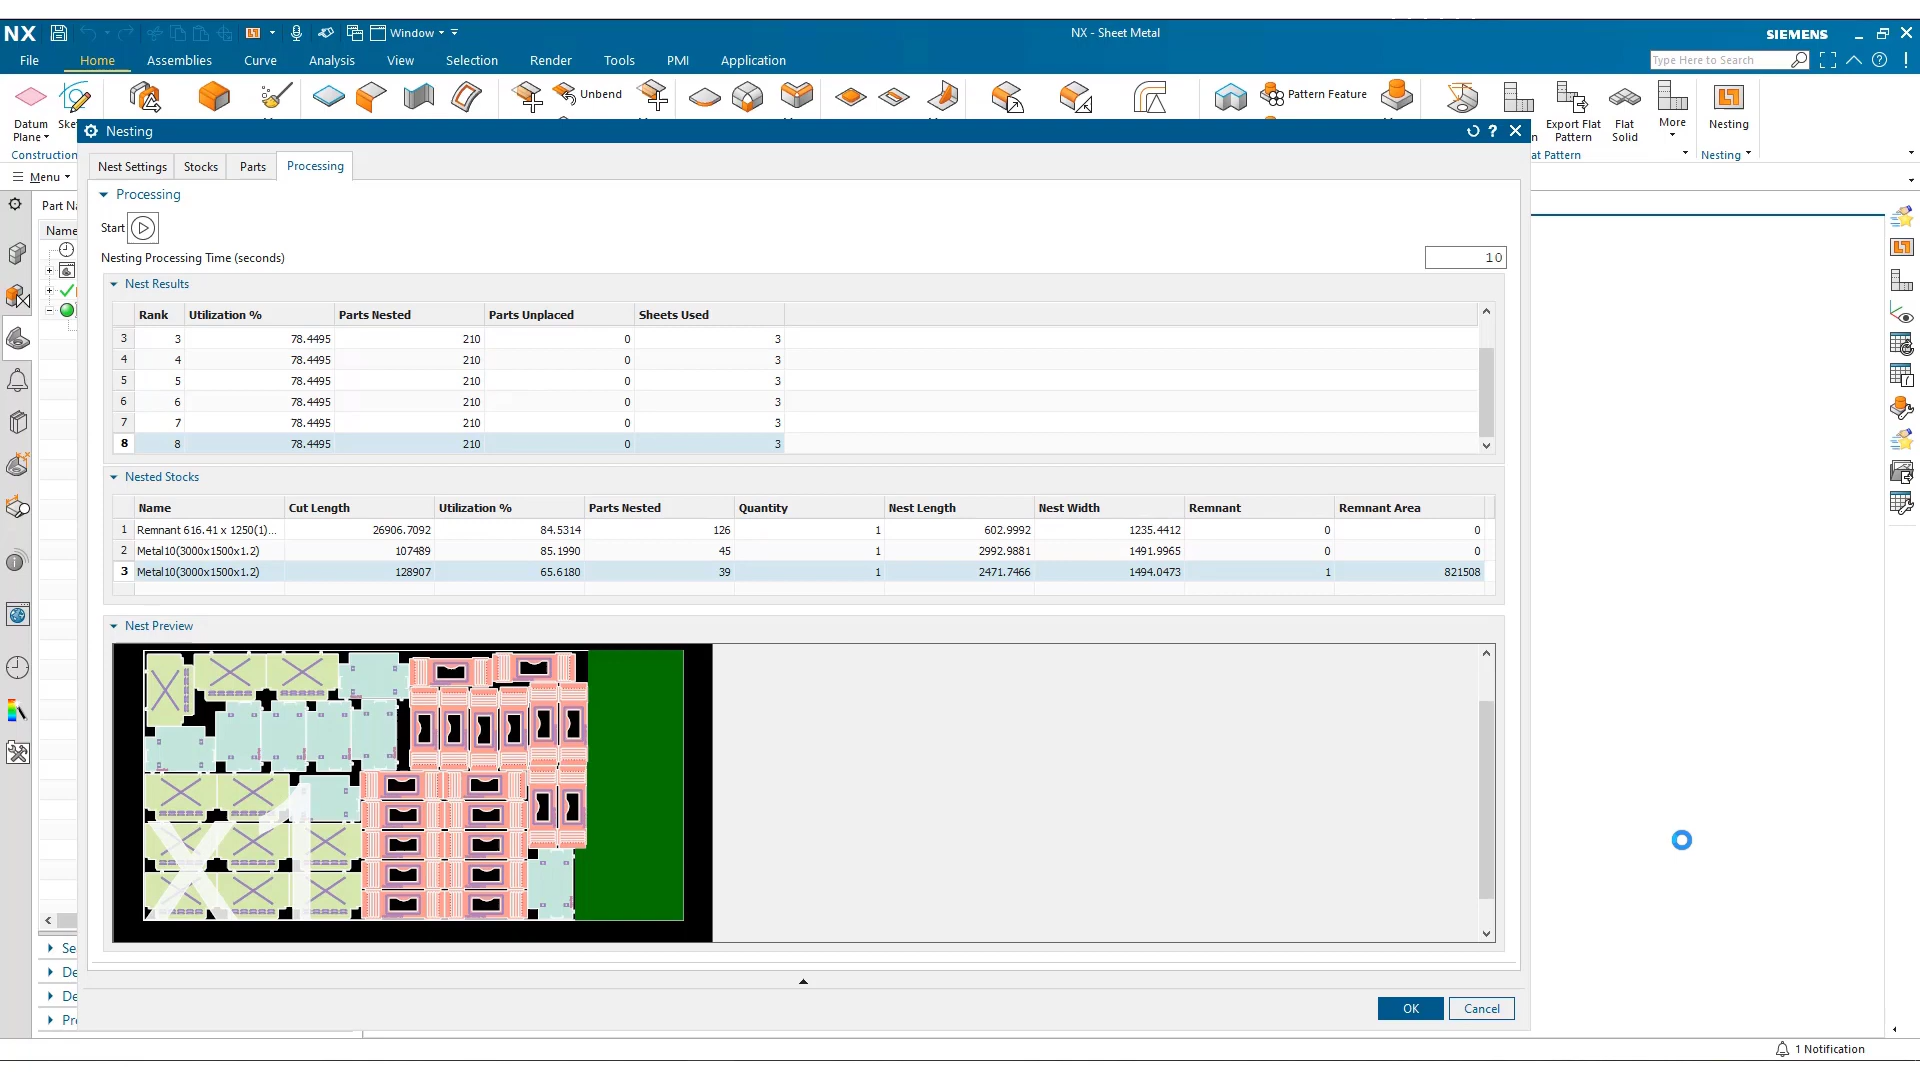 NX Window NX - Sheet Metal SIEMENS
File Home Assemblies Curve Analysis View Selection Render Tools PMI Application Type Here to Search
Unbend Pattern Feature
Datum Plane Export Flat Pattern Flat Solid More Nesting
Construction at Pattern Nesting
Nesting
Menu
Nest Settings Stocks Parts Processing
Processing
Part Na
Start
Name
Nesting Processing Time (seconds) 10
Nest Results
Rank Utilization % Parts Nested Parts Unplaced Sheets Used
3 3 78.4495 210 0 3
4 4 78.4495 210 0 3
5 5 78.4495 210 0 3
6 6 78.4495 210 0 3
7 7 78.4495 210 0 3
8 8 78.4495 210 0 3
Nested Stocks
Name Cut Length Utilization % Parts Nested Quantity Nest Length Nest Width Remnant Remnant Area
1 Remnant 616.41 x 1250(1)... 26906.7092 84.5314 126 1 602.9992 1235.4412 0 0
2 Metal10(3000x1500x1.2) 107489 85.1990 45 1 2992.9881 1491.9965 0 0
3 Metal10(3000x1500x1.2) 128907 65.6180 39 1 2471.7466 1494.0473 1 821508
Nest Preview
x1
Se
De
De
Pr
OK Cancel
1 Notification